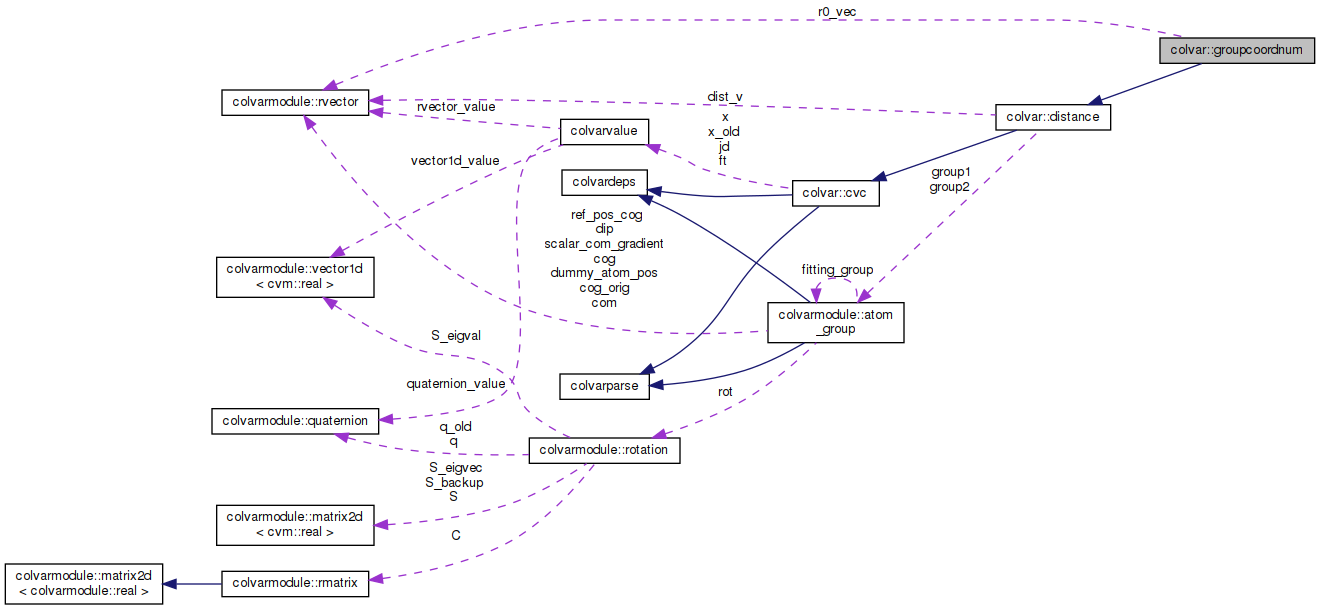 r0_vec
colvar::groupcoordnum
colvarmodule::rvector
dist_v
rvector_value
colvar::distance
colvarvalue
x
x_old
jd
ft
vector1d_value
group1
group2
colvardeps
colvar::cvc
ref_pos_cog
dip
scalar_com_gradient
cog
dummy_atom_pos
cog_orig
com
colvarmodule::vector1d
< cvm::real >
fitting_group
colvarmodule::atom
_group
S_eigval
colvarparse
quaternion_value
rot
colvarmodule::quaternion
q_old
q
colvarmodule::rotation
S_eigvec
S_backup
S
colvarmodule::matrix2d
< cvm::real >
C
colvarmodule::matrix2d
< colvarmodule::real >
colvarmodule::rmatrix